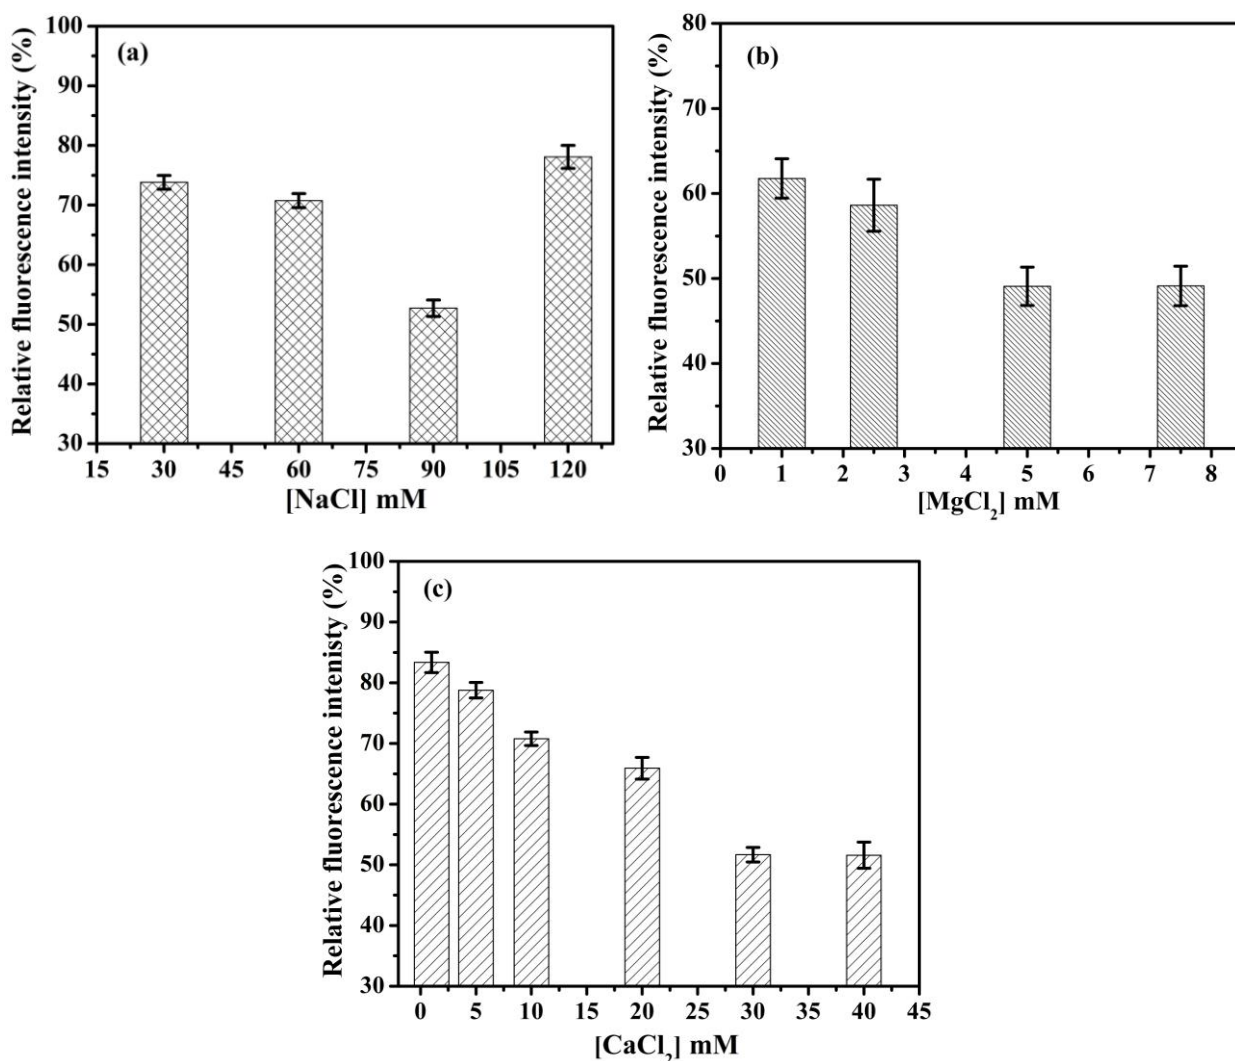 Relative fluorescence intensity (%)
(a)
100
90
80
70
60
50
40
30
15 30 45 60 75 90 105 120
[NaCl] mM
Relative fluorescence intensity (%)
(b)
80
70
60
50
40
30
0 1 2 3 4 5 6 7 8
[MgCl₂] mM
Relative fluorescence intenisty (%)
(c)
100
90
80
70
60
50
40
30
0 5 10 15 20 25 30 35 40 45
[CaCl₂] mM